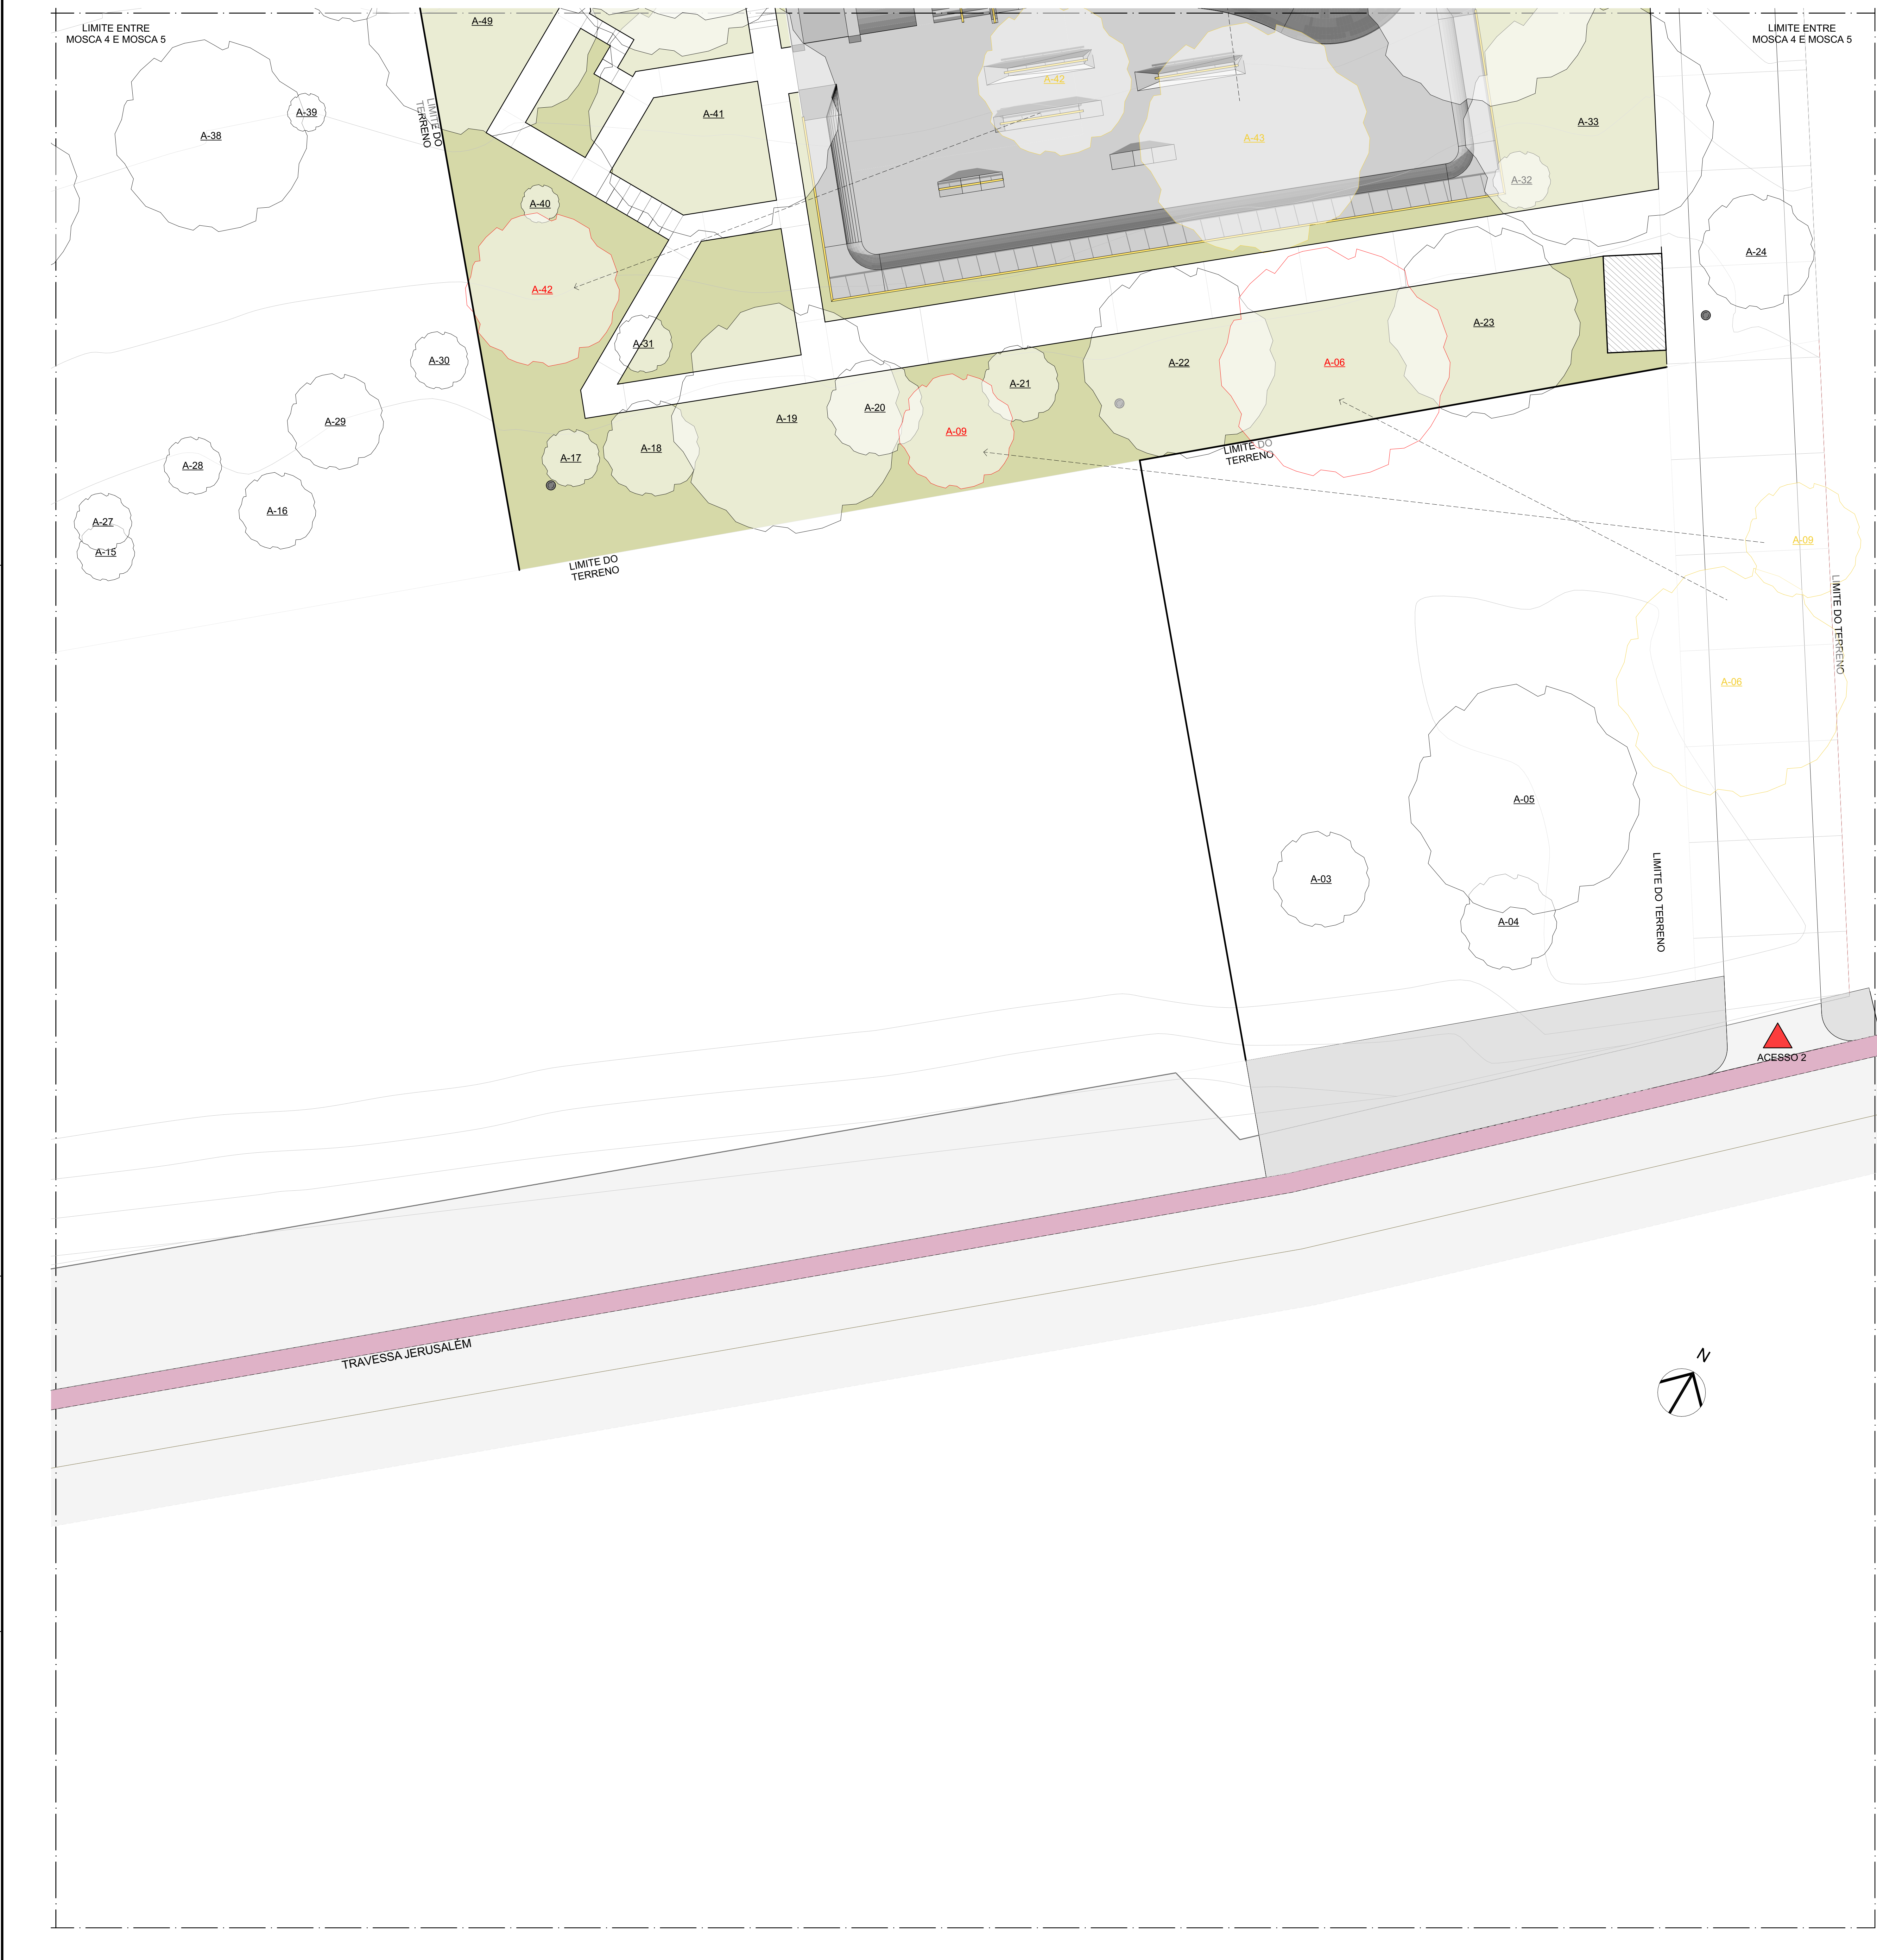 A-49
LIMITE ENTRE
MOSCA 4 E MOSCA 5
LIMITE ENTRE
MOSCA 4 E MOSCA 5
A-42
A-39
A-38
LIMITE DO
TERRENO
A-41
A-33
A-43
A-32
A-40
A-24
A-42
A-31
A-30
A-23
A-22
A-06
A-21
A-20
A-19
A-29
A-09
A-18
A-17
LIMITE DO
TERRENO
A-28
A-16
A-27
A-15
A-09
LIMITE DO
TERRENO
LIMITE DO TERRENO
A-06
A-05
A-03
A-04
LIMITE DO TERRENO
ACESSO 2
TRAVESSA JERUSALÉM
N